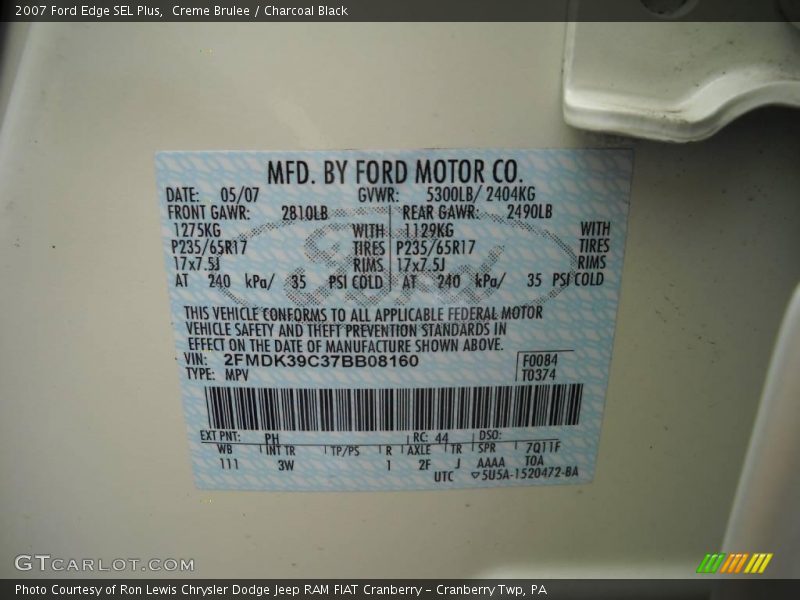 2007 Ford Edge SEL Plus,  Creme Brulee / Charcoal Black
MFD. BY FORD MOTOR CO.
DATE: 05/07 GVWR: 5300LB/ 2404KG
FRONT GAWR: 2810LB REAR GAWR: 2490LB
1275KG WITH 1129KG WITH
P235/65R17 TIRES P235/65R17 TIRES
17x7.5J RIMS 17x7.5J RIMS
AT 240 kPa/ 35 PSI COLD AT 240 kPa/ 35 PSI COLD
THIS VEHICLE CONFORMS TO ALL APPLICABLE FEDERAL MOTOR
VEHICLE SAFETY AND THEFT PREVENTION STANDARDS IN
EFFECT ON THE DATE OF MANUFACTURE SHOWN ABOVE.
VIN: 2FMDK39C37BB08160 F0084
TYPE: MPV T0374
EXT PNT: PH RC: 44 DSO:
WB INT TR TP/PS R AXLE TR SPR 7Q11F
111 3W 1 2F J AAAA TOA
UTC ▽5U5A-1520472-BA
Ford
GTCARLOT.COM
Photo Courtesy of Ron Lewis Chrysler Dodge Jeep RAM FIAT Cranberry – Cranberry Twp, PA